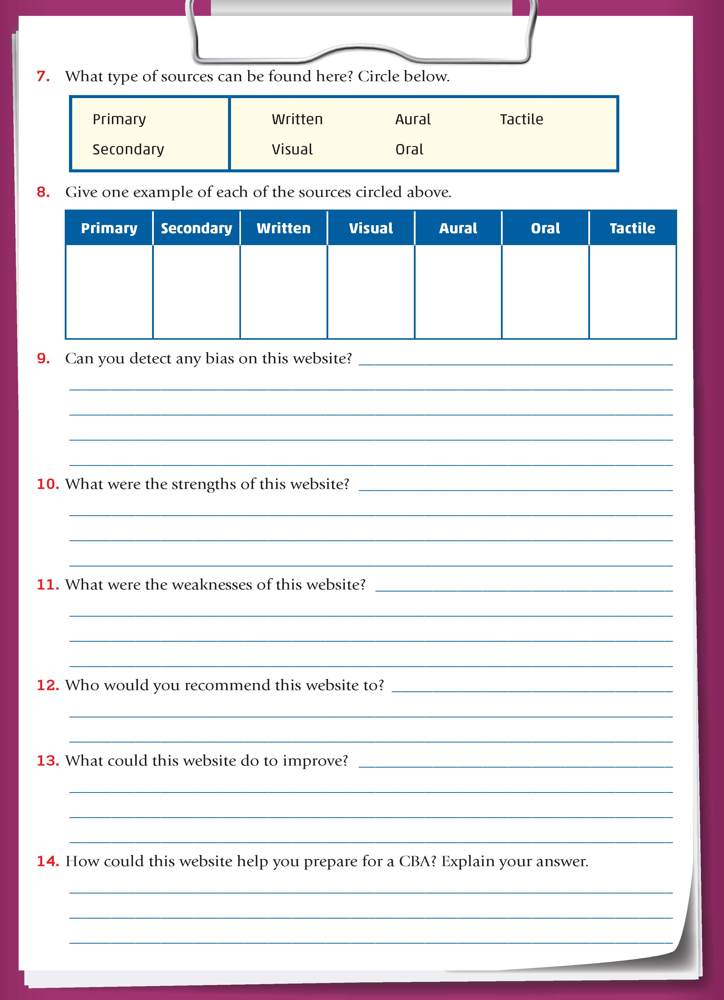 7. What type of sources can be found here? Circle below.
Primary Written Aural Tactile
Secondary Visual Oral
8. Give one example of each of the sources circled above.
Primary Secondary Written Visual Aural Oral Tactile
9. Can you detect any bias on this website?
10. What were the strengths of this website?
11. What were the weaknesses of this website?
12. Who would you recommend this website to?
13. What could this website do to improve?
14. How could this website help you prepare for a CBA? Explain your answer.